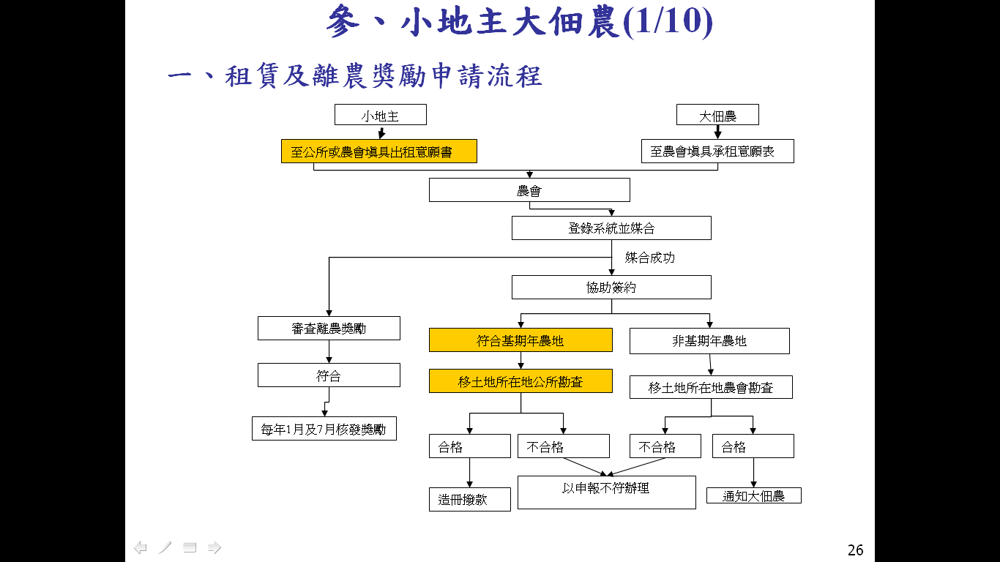 參、小地主大佃農(1/10)
一、租賃及離農獎勵申請流程
小地主
大佃農
至公所或農會填具出租意願書
至農會填具承租意願表
農會
登錄系統並媒合
媒合成功
協助簽約
審查離農獎勵
符合基期年農地
非基期年農地
符合
移土地所在地公所勘查
移土地所在地農會勘查
每年1月及7月核發獎勵
合格
不合格
不合格
合格
造冊撥款
以申報不符辦理
通知大佃農
26